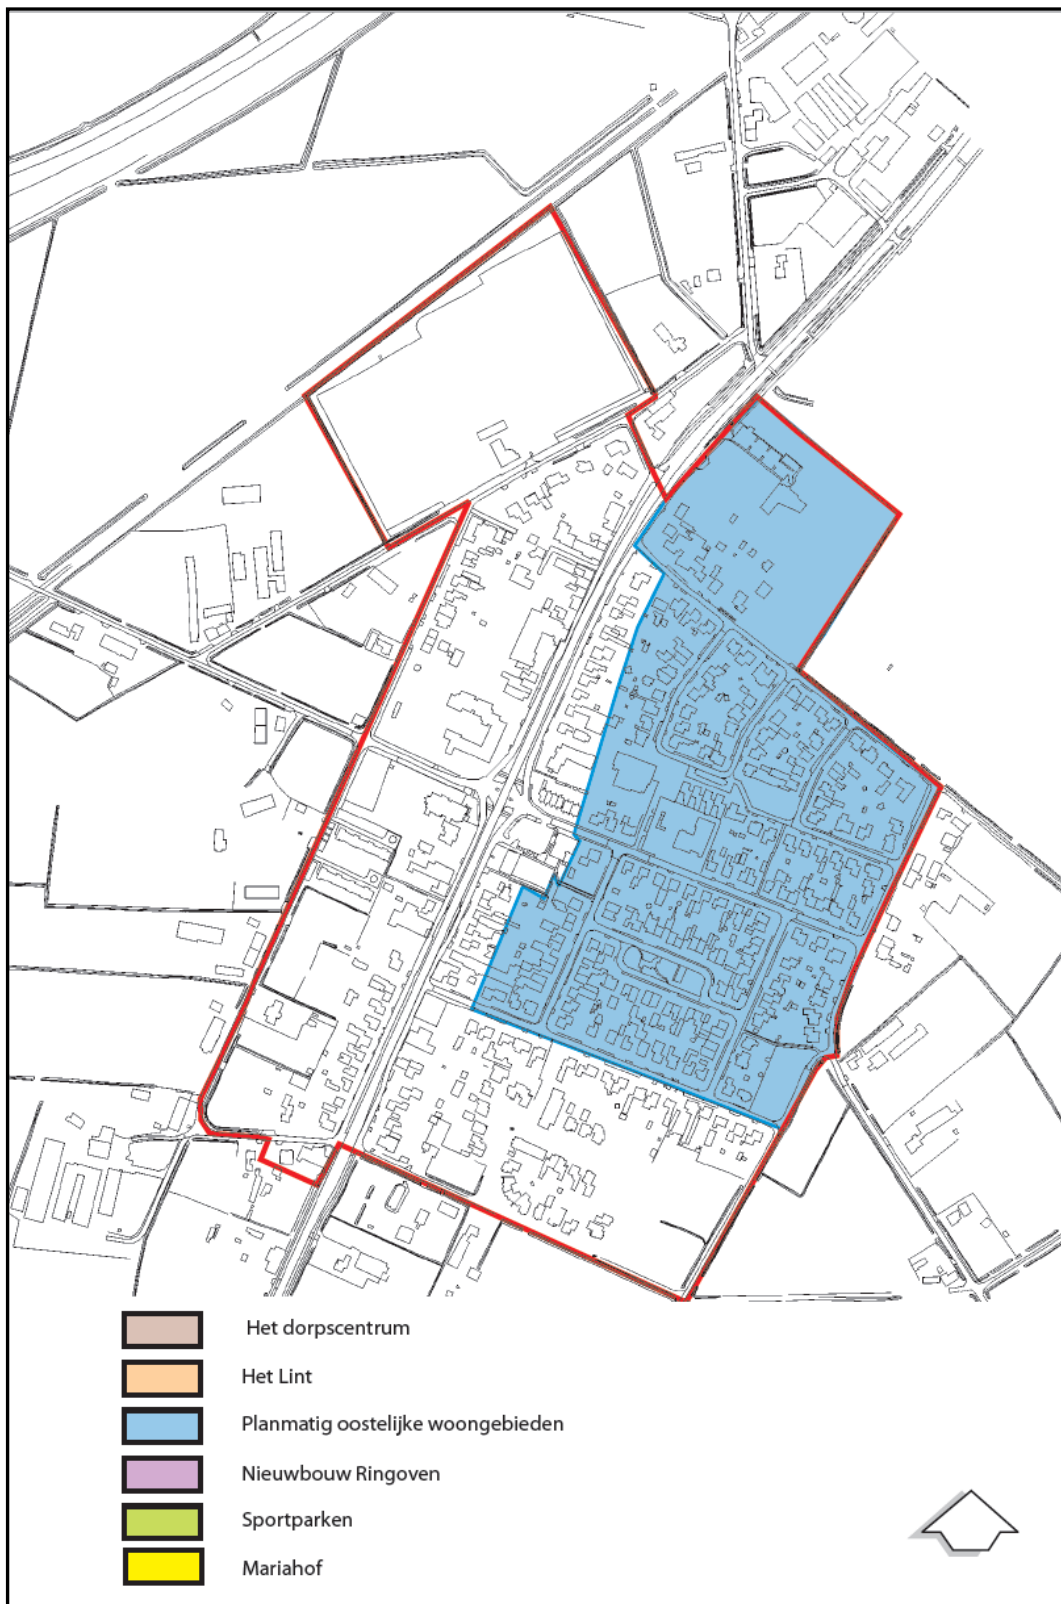 Het dorpscentrum
Het Lint
Planmatig oostelijke woongebieden
Nieuwbouw Ringoven
Sportparken
Mariahof